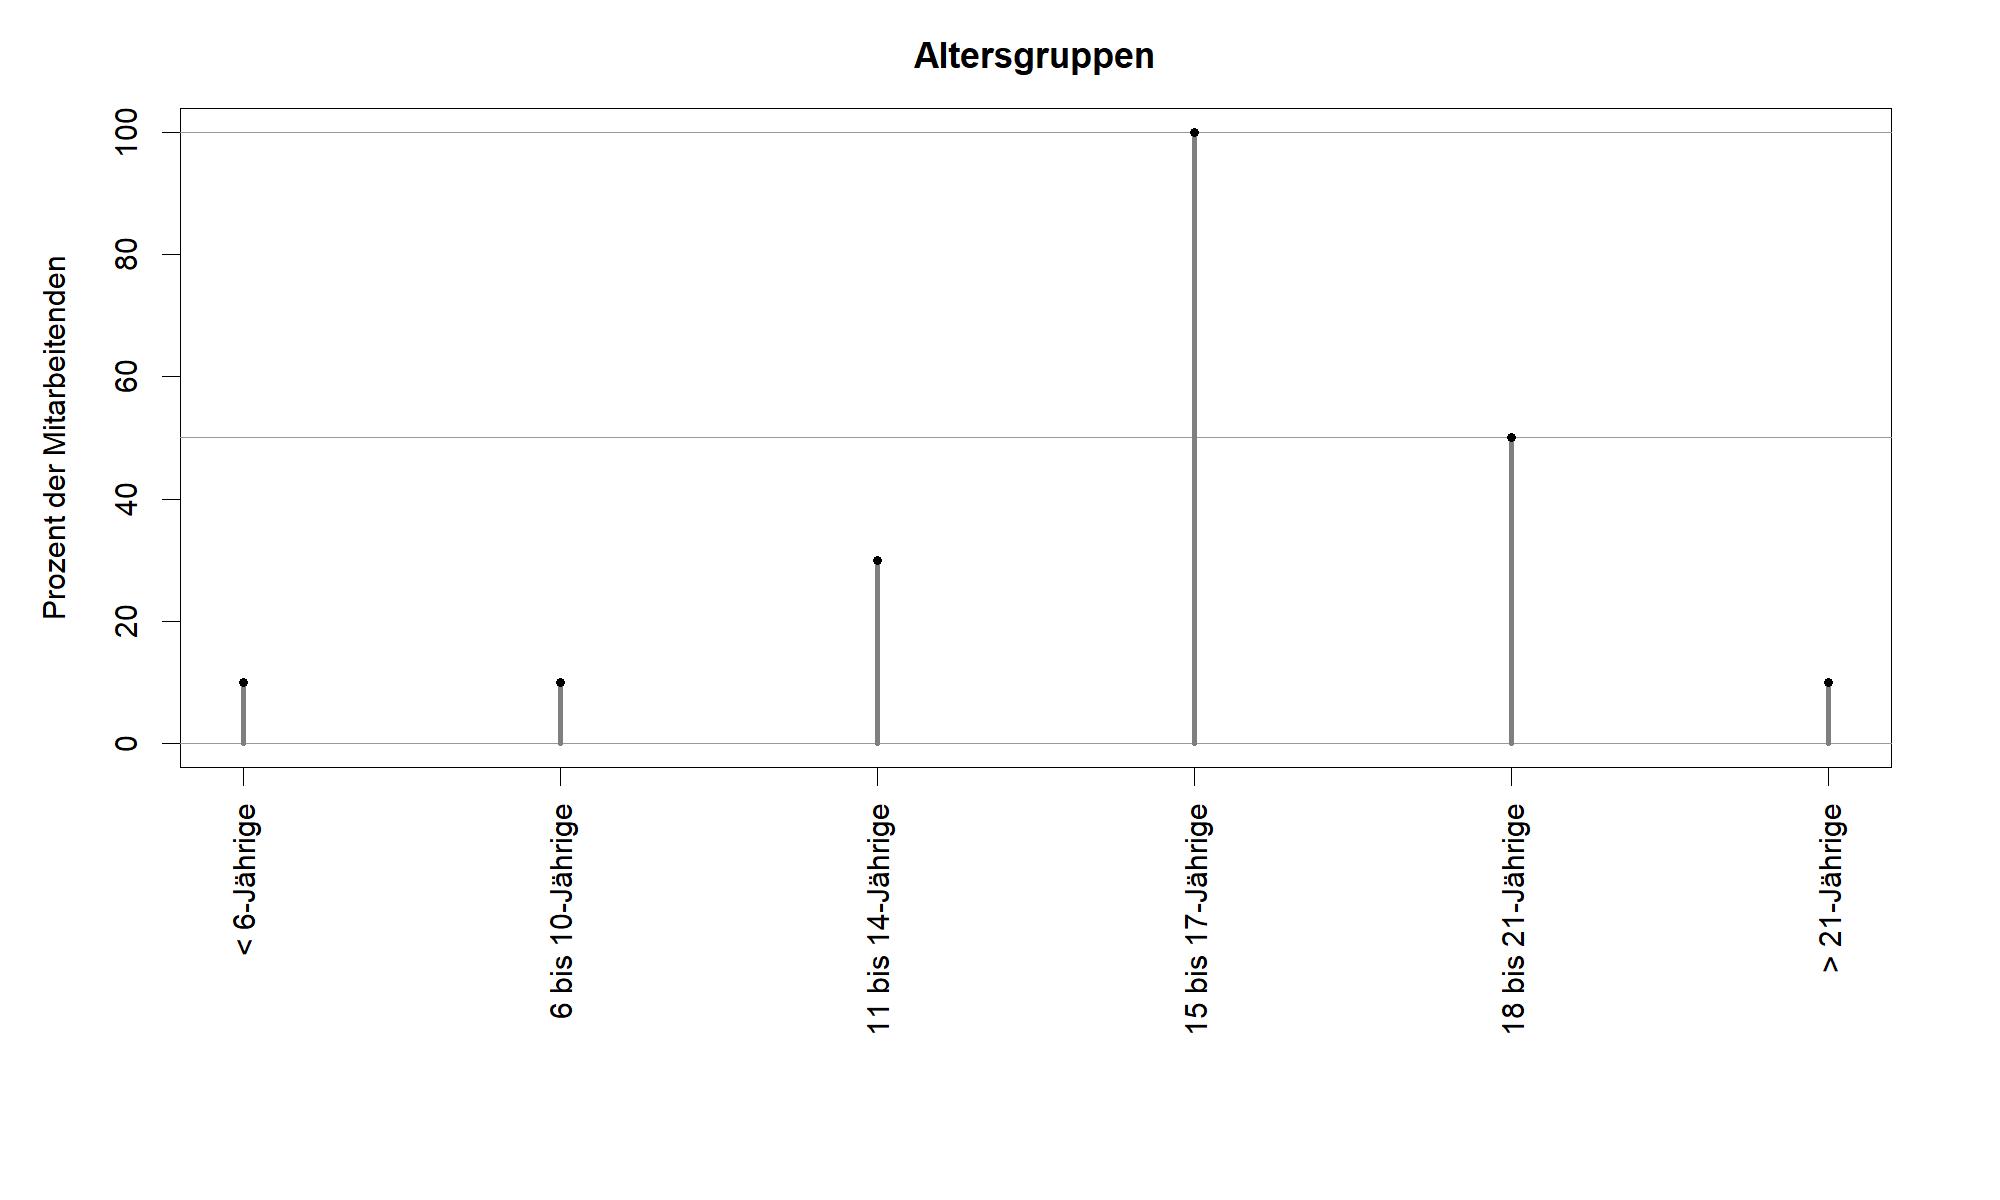 Altersgruppen
Prozent der Mitarbeitenden
100
80
60
40
20
0
< 6-Jährige
6 bis 10-Jährige
11 bis 14-Jährige
15 bis 17-Jährige
18 bis 21-Jährige
> 21-Jährige